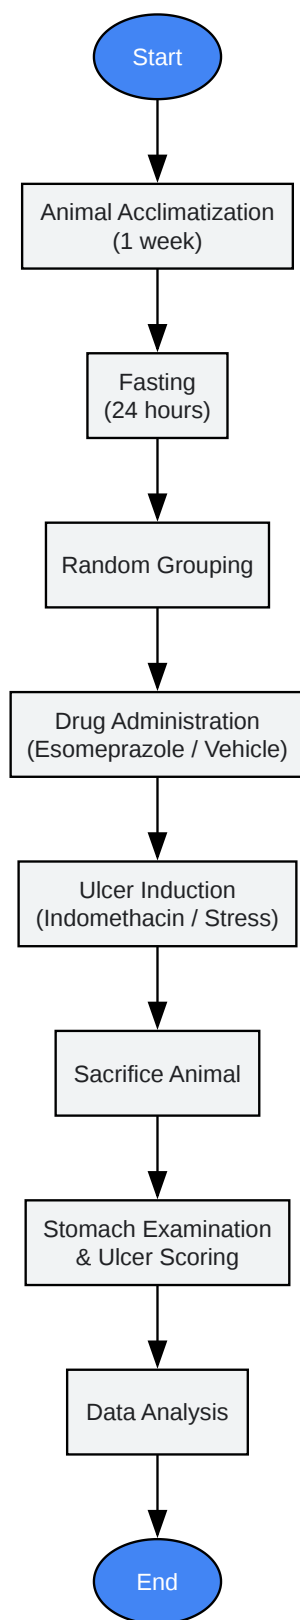 Start
Animal Acclimatization
(1 week)
Fasting
(24 hours)
Random Grouping
Drug Administration
(Esomeprazole / Vehicle)
Ulcer Induction
(Indomethacin / Stress)
Sacrifice Animal
Stomach Examination
& Ulcer Scoring
Data Analysis
End